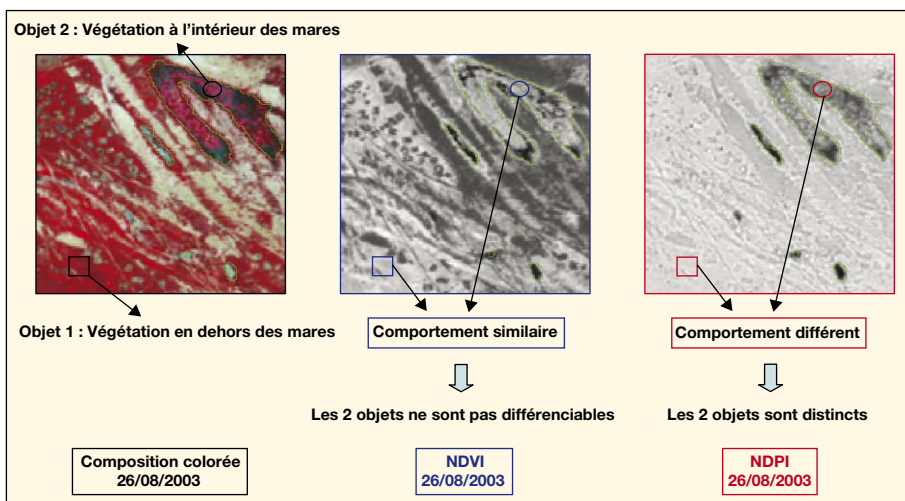 Objet 2 : Végétation à l'intérieur des mares
Objet 1 : Végétation en dehors des mares
Comportement similaire
Comportement différent
Les 2 objets ne sont pas différenciables
Les 2 objets sont distincts
Composition colorée
26/08/2003
NDVI
26/08/2003
NDPI
26/08/2003